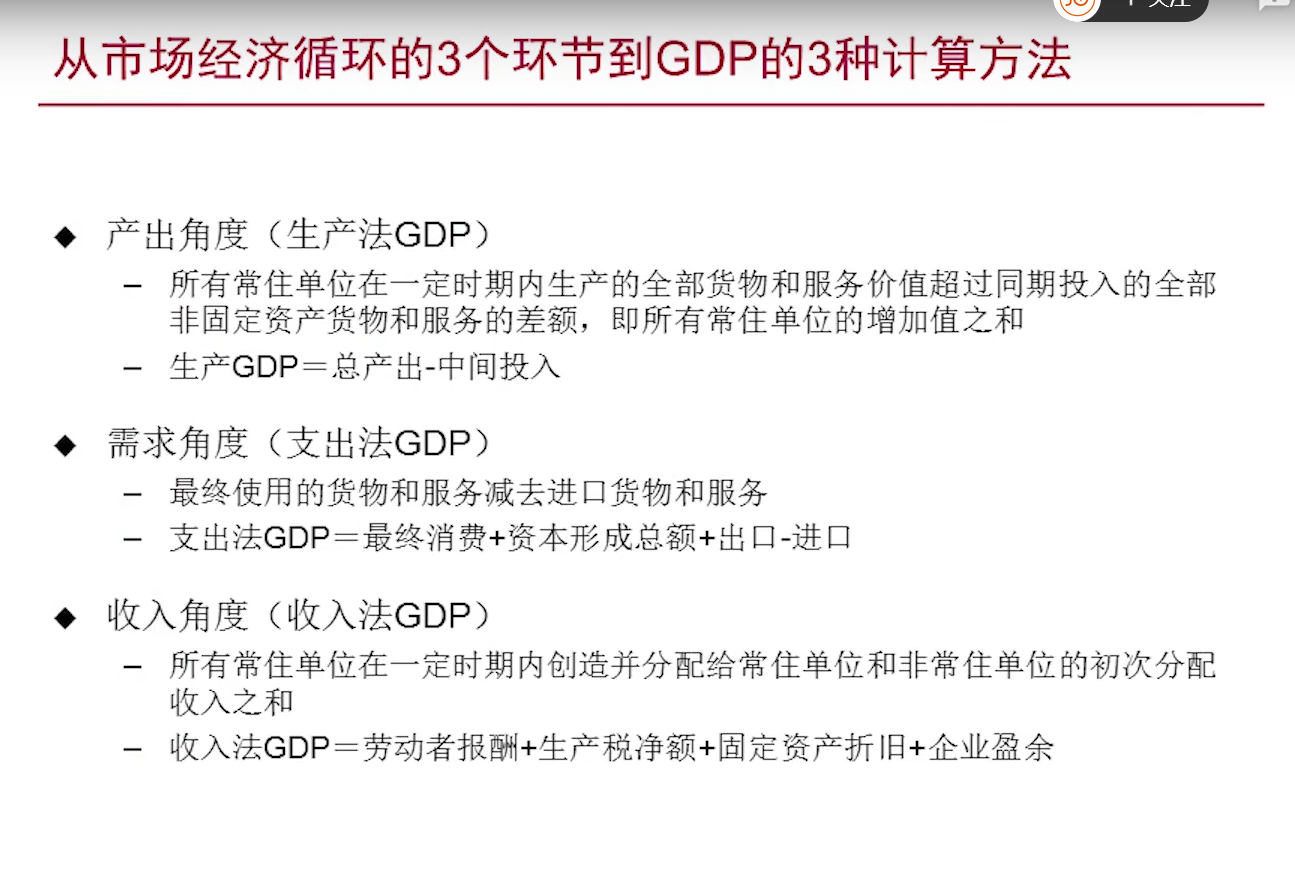 从市场经济循环的3个环节到GDP的3种计算方法
◆ 产出角度（生产法GDP）
– 所有常住单位在一定时期内生产的全部货物和服务价值超过同期投入的全部
非固定资产货物和服务的差额，即所有常住单位的增加值之和
– 生产GDP＝总产出-中间投入
◆ 需求角度（支出法GDP）
– 最终使用的货物和服务减去进口货物和服务
– 支出法GDP＝最终消费+资本形成总额+出口-进口
◆ 收入角度（收入法GDP）
– 所有常住单位在一定时期内创造并分配给常住单位和非常住单位的初次分配
收入之和
– 收入法GDP＝劳动者报酬+生产税净额+固定资产折旧+企业盈余